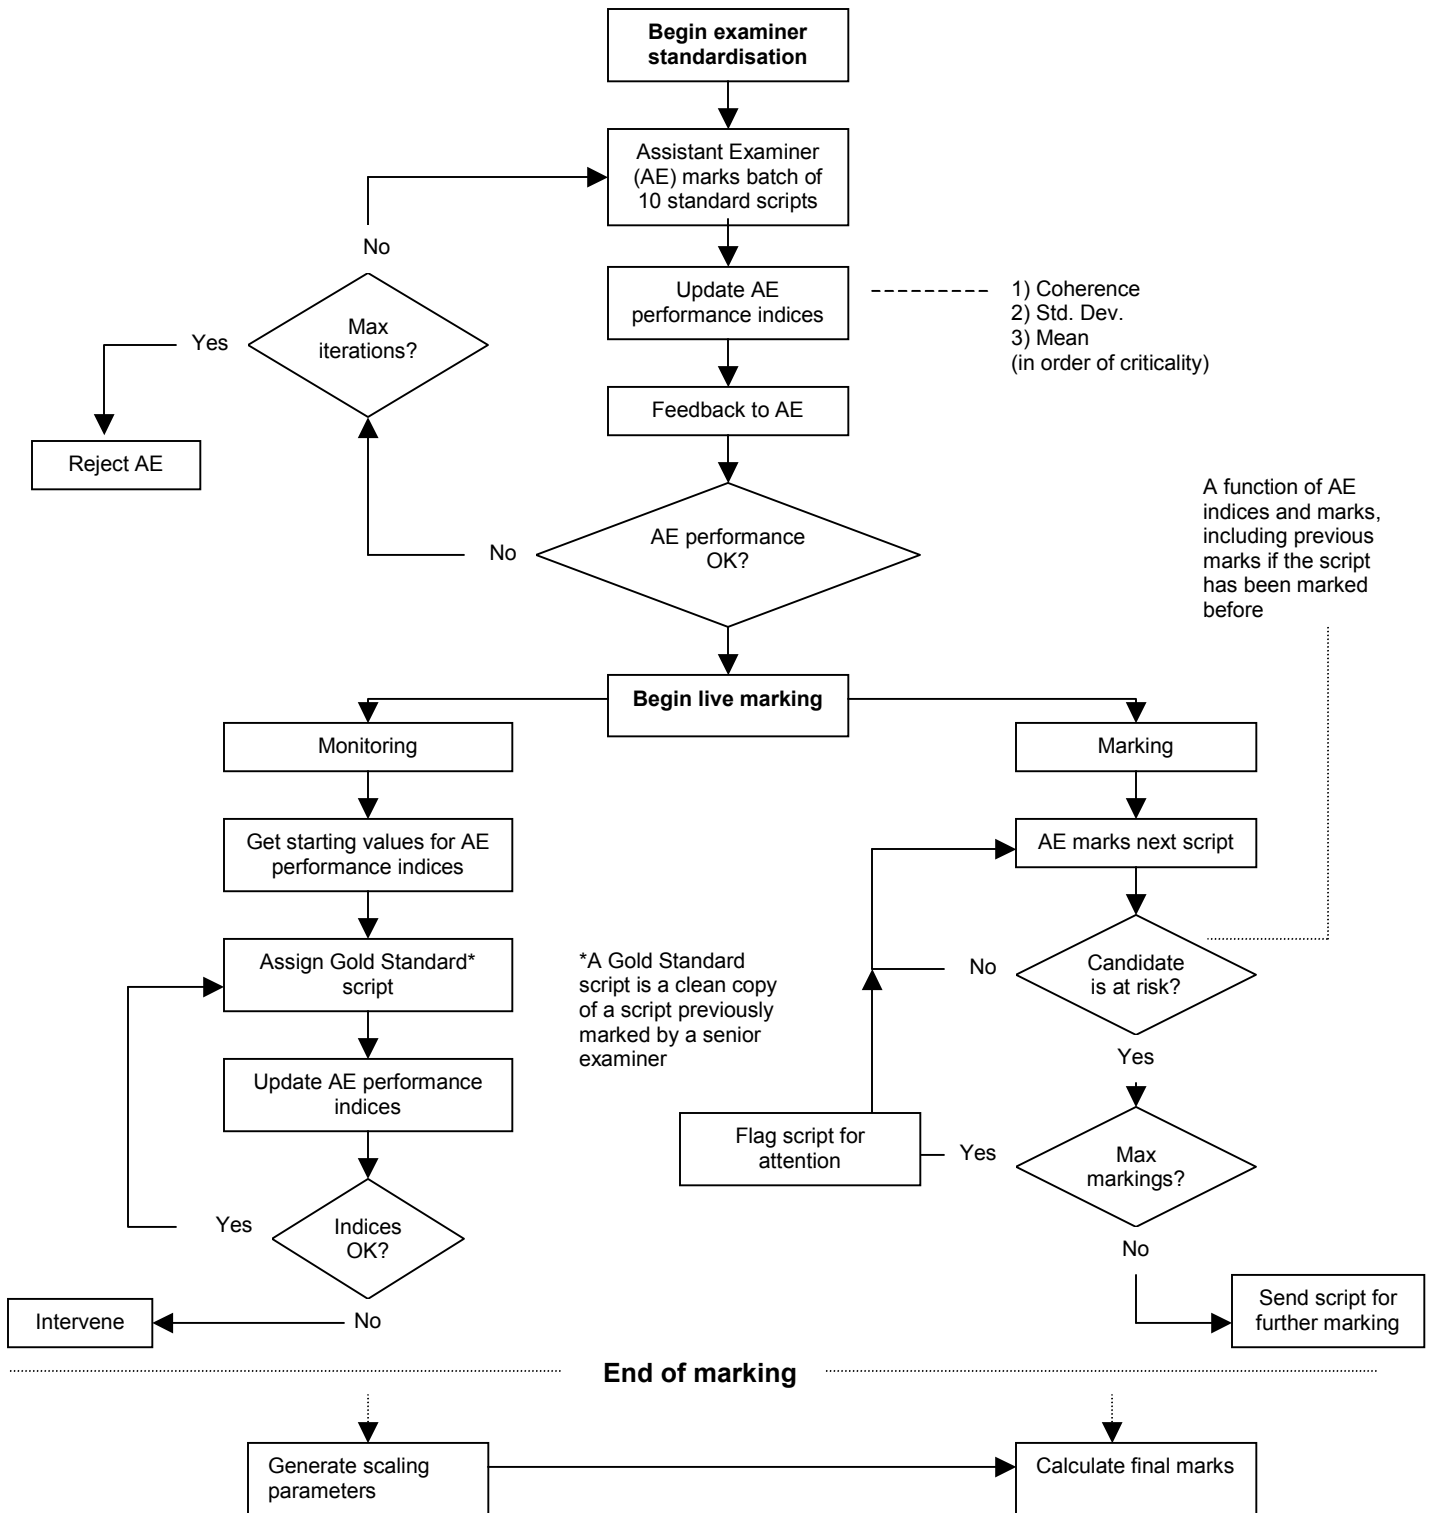 Begin examiner
standardisation
Assistant Examiner
(AE) marks batch of
10 standard scripts
No
Update AE
performance indices
1) Coherence
2) Std. Dev.
3) Mean
(in order of criticality)
Max
iterations?
Yes
Feedback to AE
Reject AE
A function of AE
indices and marks,
including previous
marks if the script
has been marked
before
AE performance
OK?
No
Begin live marking
Monitoring
Marking
Get starting values for AE
performance indices
AE marks next script
Assign Gold Standard*
script
*A Gold Standard
script is a clean copy
of a script previously
marked by a senior
examiner
No
Candidate
is at risk?
Yes
Update AE performance
indices
Flag script for
attention
Yes
Max
markings?
Yes
Indices
OK?
No
Intervene
No
Send script for
further marking
End of marking
Generate scaling
parameters
Calculate final marks